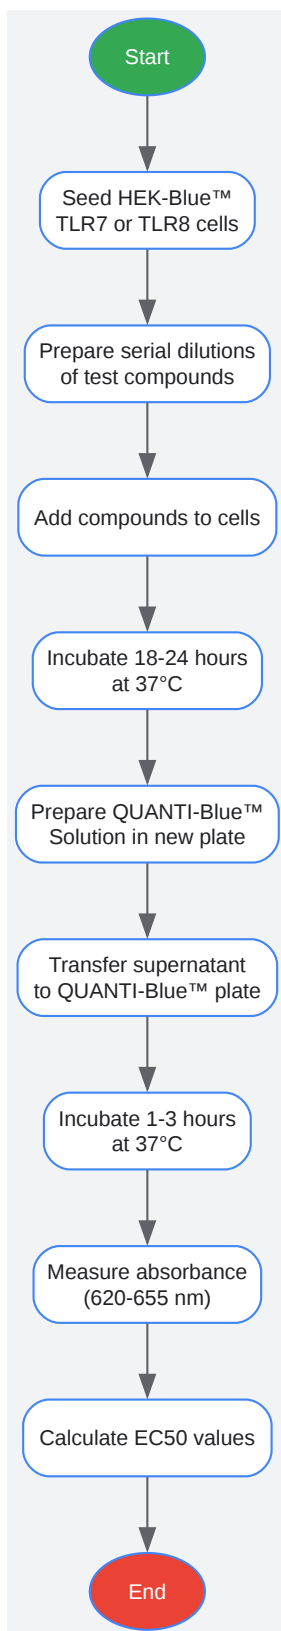 Start
Seed HEK-Blue™
TLR7 or TLR8 cells
Prepare serial dilutions
of test compounds
Add compounds to cells
Incubate 18-24 hours
at 37°C
Prepare QUANTI-Blue™
Solution in new plate
Transfer supernatant
to QUANTI-Blue™ plate
Incubate 1-3 hours
at 37°C
Measure absorbance
(620-655 nm)
Calculate EC50 values
End